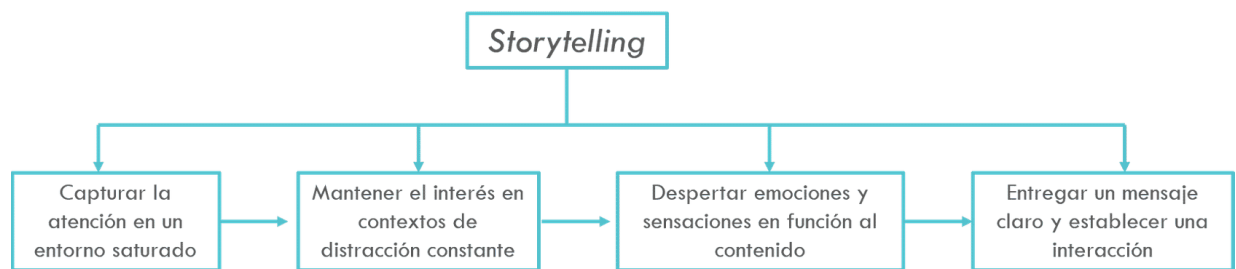 Storytelling
Capturar la
atención en un
entorno saturado
Mantener el interés en
contextos de
distracción constante
Despertar emociones y
sensaciones en función al
contenido
Entregar un mensaje
claro y establecer una
interacción